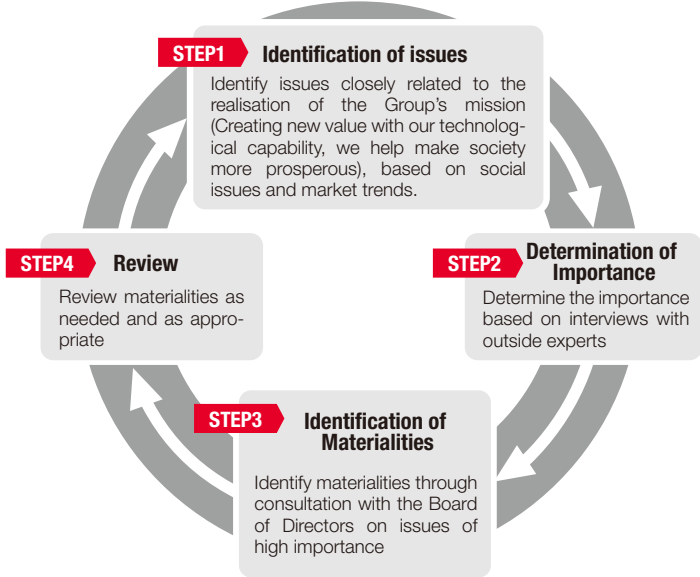 STEP1 Identification of issues
Identify issues closely related to the
realisation of the Group's mission
(Creating new value with our technolog-
ical capability, we help make society
more prosperous), based on social
issues and market trends.
STEP2 Determination of
Importance
Determine the importance
based on interviews with
outside experts
STEP3 Identification of
Materialities
Identify materialities through
consultation with the Board
of Directors on issues of
high importance
STEP4 Review
Review materialities as
needed and as appro-
priate